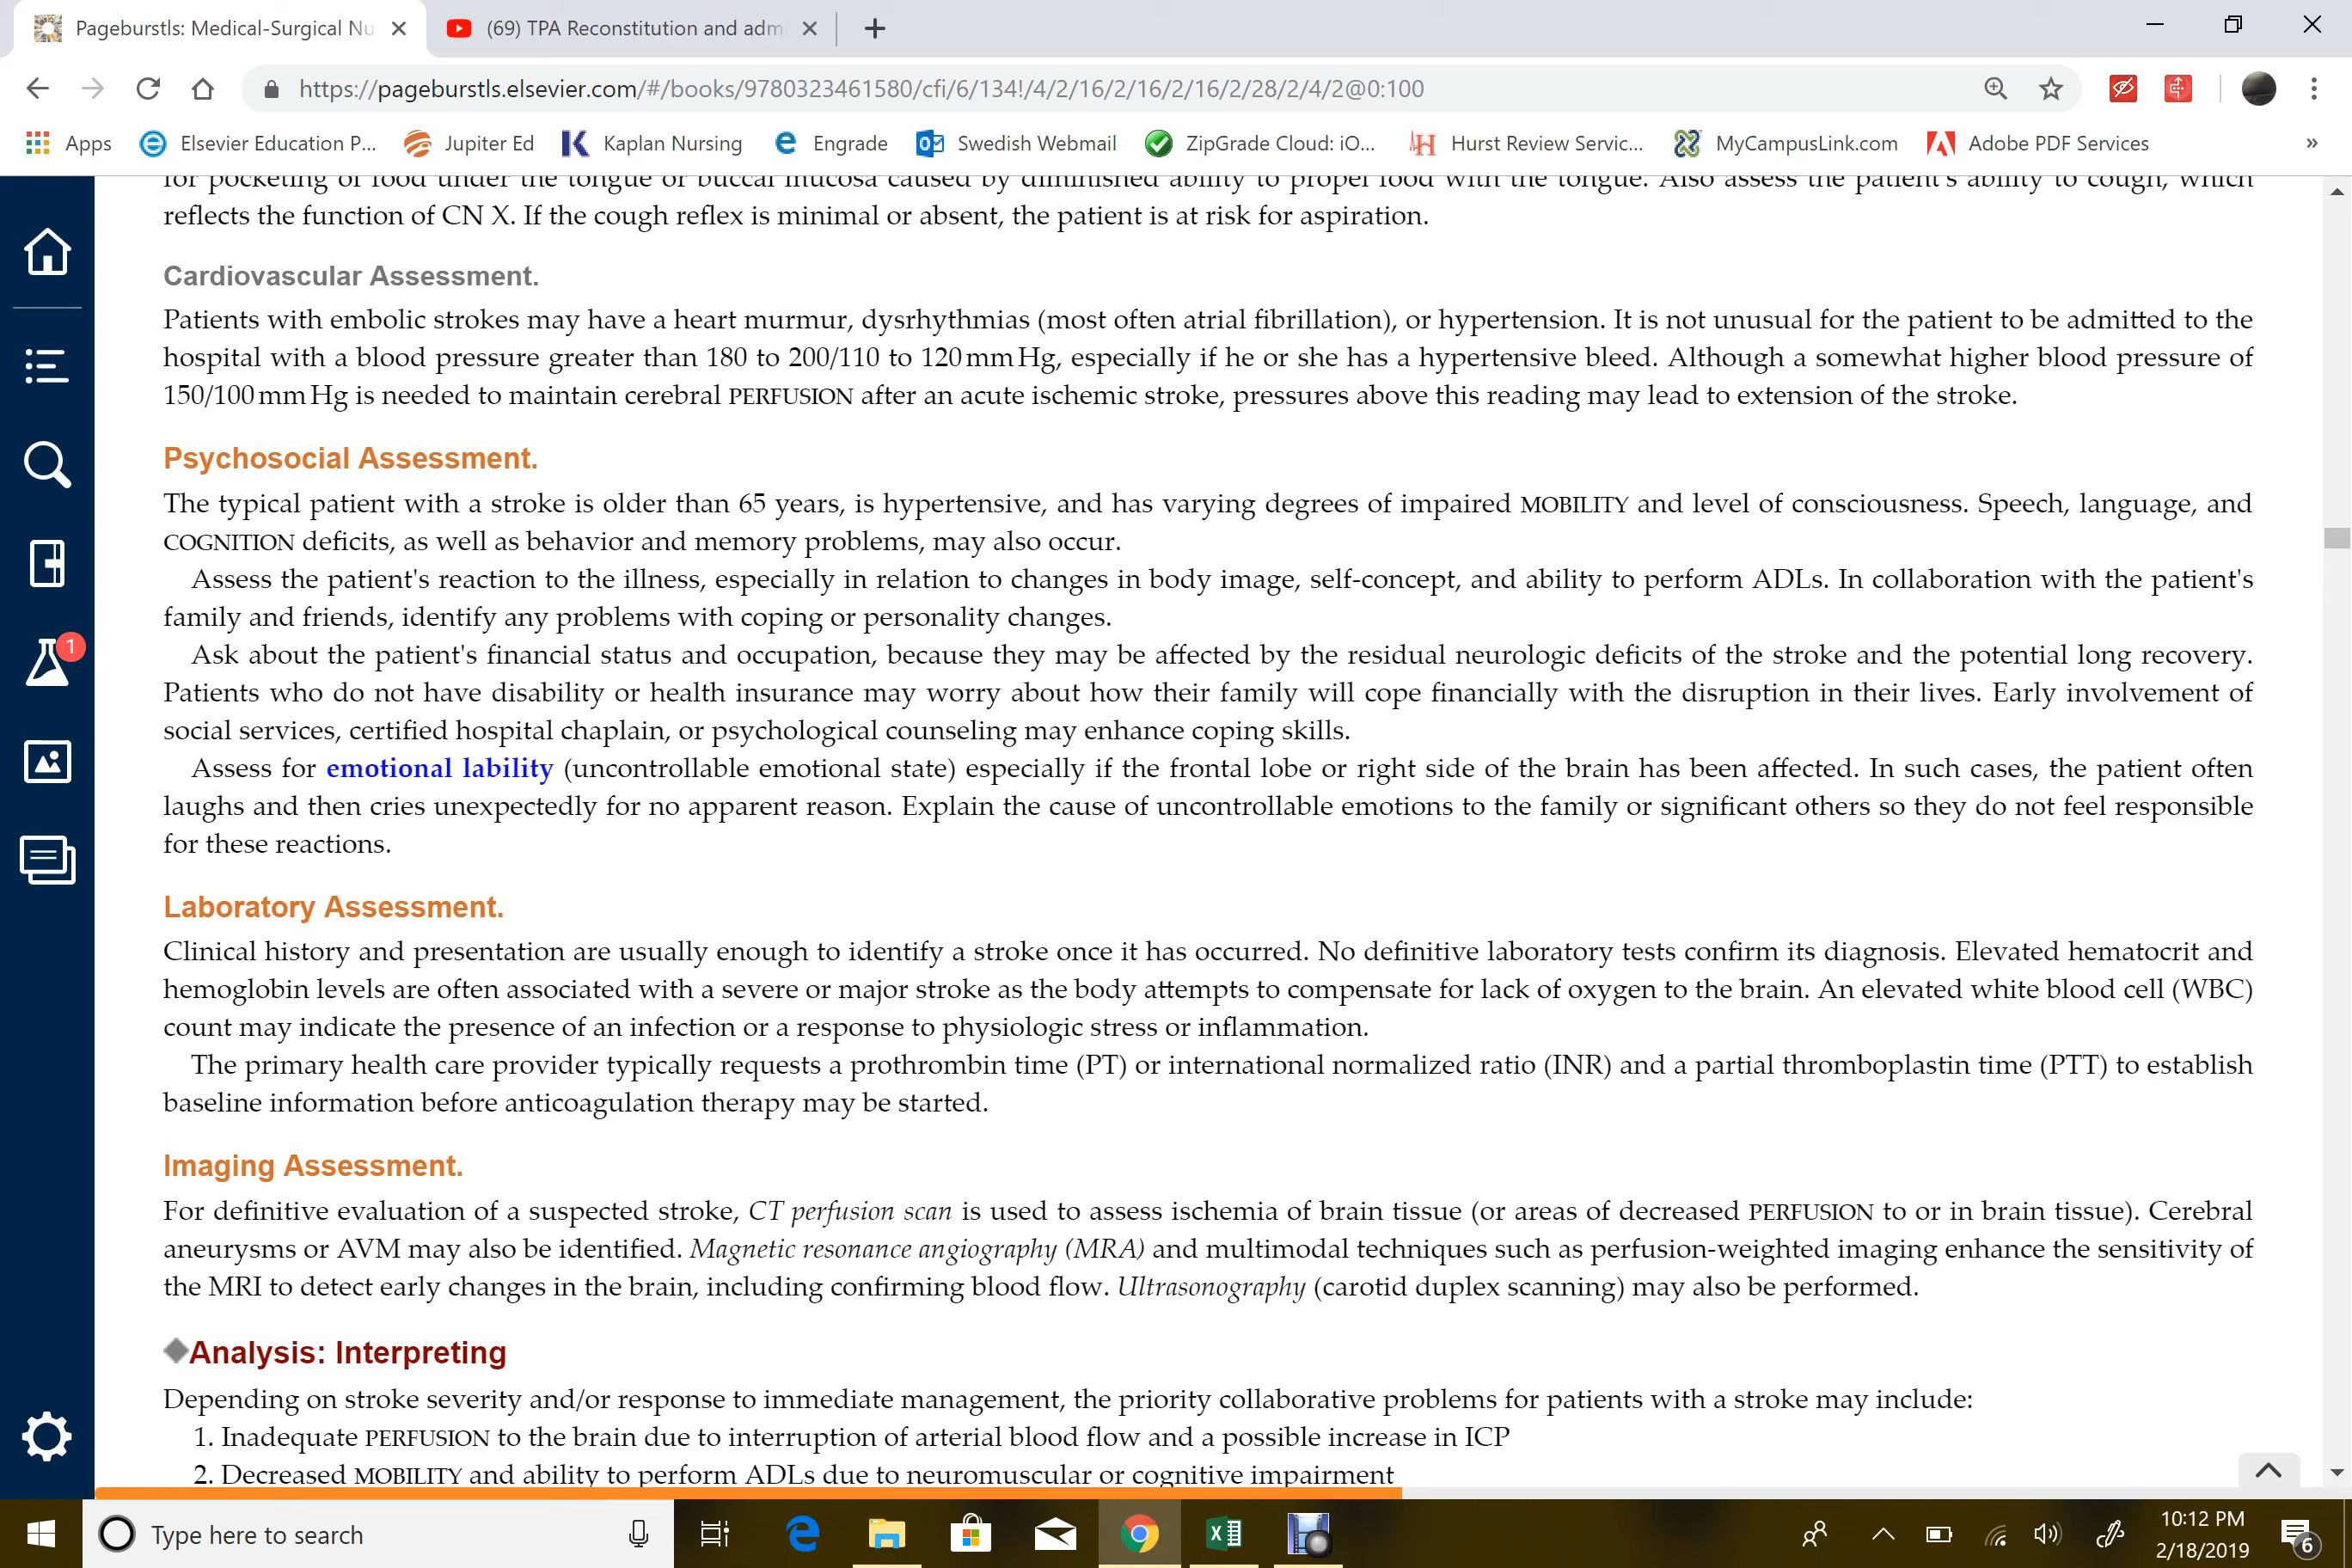 Pageburstls: Medical-Surgical Nu
(69) TPA Reconstitution and adm
https://pageburstls.elsevier.com/#/books/9780323461580/cfi/6/134!/4/2/16/2/16/2/16/2/28/2/4/2@0:100
Apps Elsevier Education P... Jupiter Ed Kaplan Nursing Engrade Swedish Webmail ZipGrade Cloud: iO... Hurst Review Servic... MyCampusLink.com Adobe PDF Services »
for pocketing of food under the tongue or buccal mucosa caused by diminished ability to propel food with the tongue. Also assess the patient's ability to cough, which
reflects the function of CN X. If the cough reflex is minimal or absent, the patient is at risk for aspiration.
Cardiovascular Assessment.
Patients with embolic strokes may have a heart murmur, dysrhythmias (most often atrial fibrillation), or hypertension. It is not unusual for the patient to be admitted to the
hospital with a blood pressure greater than 180 to 200/110 to 120 mm Hg, especially if he or she has a hypertensive bleed. Although a somewhat higher blood pressure of
150/100 mm Hg is needed to maintain cerebral PERFUSION after an acute ischemic stroke, pressures above this reading may lead to extension of the stroke.
Psychosocial Assessment.
The typical patient with a stroke is older than 65 years, is hypertensive, and has varying degrees of impaired MOBILITY and level of consciousness. Speech, language, and
COGNITION deficits, as well as behavior and memory problems, may also occur.
Assess the patient's reaction to the illness, especially in relation to changes in body image, self-concept, and ability to perform ADLs. In collaboration with the patient's
family and friends, identify any problems with coping or personality changes.
Ask about the patient's financial status and occupation, because they may be affected by the residual neurologic deficits of the stroke and the potential long recovery.
Patients who do not have disability or health insurance may worry about how their family will cope financially with the disruption in their lives. Early involvement of
social services, certified hospital chaplain, or psychological counseling may enhance coping skills.
Assess for emotional lability (uncontrollable emotional state) especially if the frontal lobe or right side of the brain has been affected. In such cases, the patient often
laughs and then cries unexpectedly for no apparent reason. Explain the cause of uncontrollable emotions to the family or significant others so they do not feel responsible
for these reactions.
1
Laboratory Assessment.
Clinical history and presentation are usually enough to identify a stroke once it has occurred. No definitive laboratory tests confirm its diagnosis. Elevated hematocrit and
hemoglobin levels are often associated with a severe or major stroke as the body attempts to compensate for lack of oxygen to the brain. An elevated white blood cell (WBC)
count may indicate the presence of an infection or a response to physiologic stress or inflammation.
The primary health care provider typically requests a prothrombin time (PT) or international normalized ratio (INR) and a partial thromboplastin time (PTT) to establish
baseline information before anticoagulation therapy may be started.
Imaging Assessment.
For definitive evaluation of a suspected stroke, CT perfusion scan is used to assess ischemia of brain tissue (or areas of decreased PERFUSION to or in brain tissue). Cerebral
aneurysms or AVM may also be identified. Magnetic resonance angiography (MRA) and multimodal techniques such as perfusion-weighted imaging enhance the sensitivity of
the MRI to detect early changes in the brain, including confirming blood flow. Ultrasonography (carotid duplex scanning) may also be performed.
Analysis: Interpreting
Depending on stroke severity and/or response to immediate management, the priority collaborative problems for patients with a stroke may include:
1. Inadequate PERFUSION to the brain due to interruption of arterial blood flow and a possible increase in ICP
2. Decreased MOBILITY and ability to perform ADLs due to neuromuscular or cognitive impairment
Type here to search
10:12 PM
2/18/2019
6